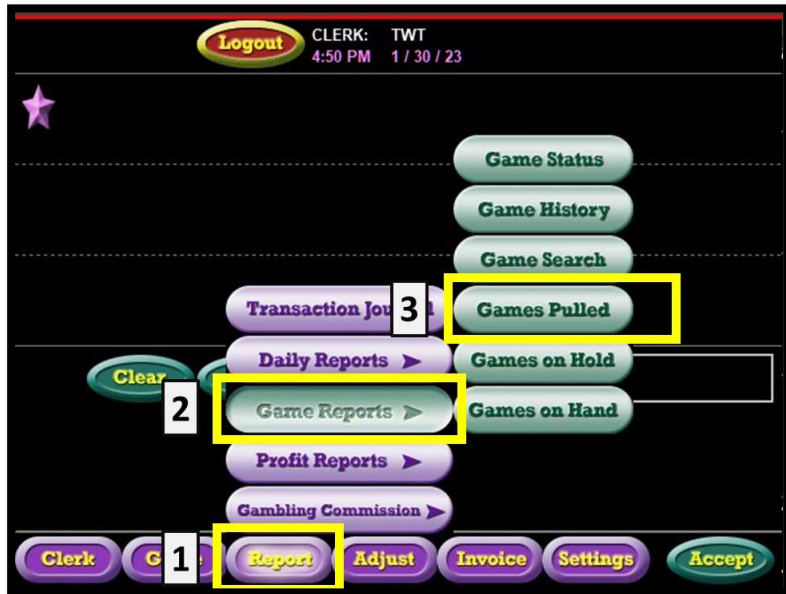 Logout
CLERK: TWT
4:50 PM 1 / 30 / 23
Game Status
Game History
Game Search
Transaction
3
Games Pulled
Daily Reports
Games on Hold
Clear
2
Game Reports
Games on Hand
Profit Reports
Gambling Commission
Clerk
1
Report
Adjust
Invoice
Settings
Accept